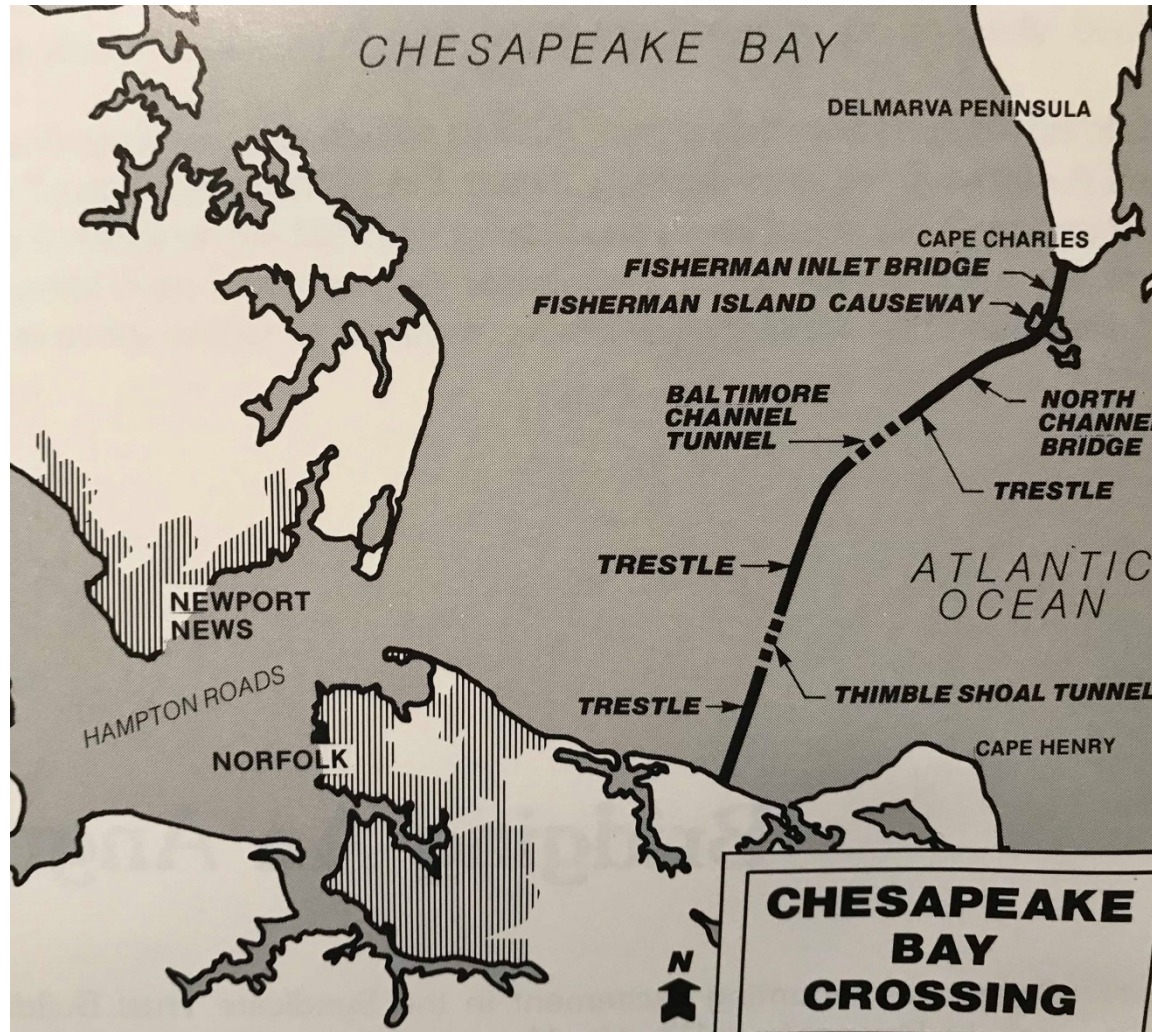 CHESAPEAKE BAY
DELMARVA PENINSULA
CAPE CHARLES
FISHERMAN INLET BRIDGE
FISHERMAN ISLAND CAUSEWAY
BALTIMORE
CHANNEL
TUNNEL
NORTH
CHANNEL
BRIDGE
TRESTLE
TRESTLE
ATLANTIC
OCEAN
NEWPORT
NEWS
HAMPTON ROADS
THIMBLE SHOAL TUNNEL
TRESTLE
NORFOLK
CAPE HENRY
N
CHESAPEAKE
BAY
CROSSING